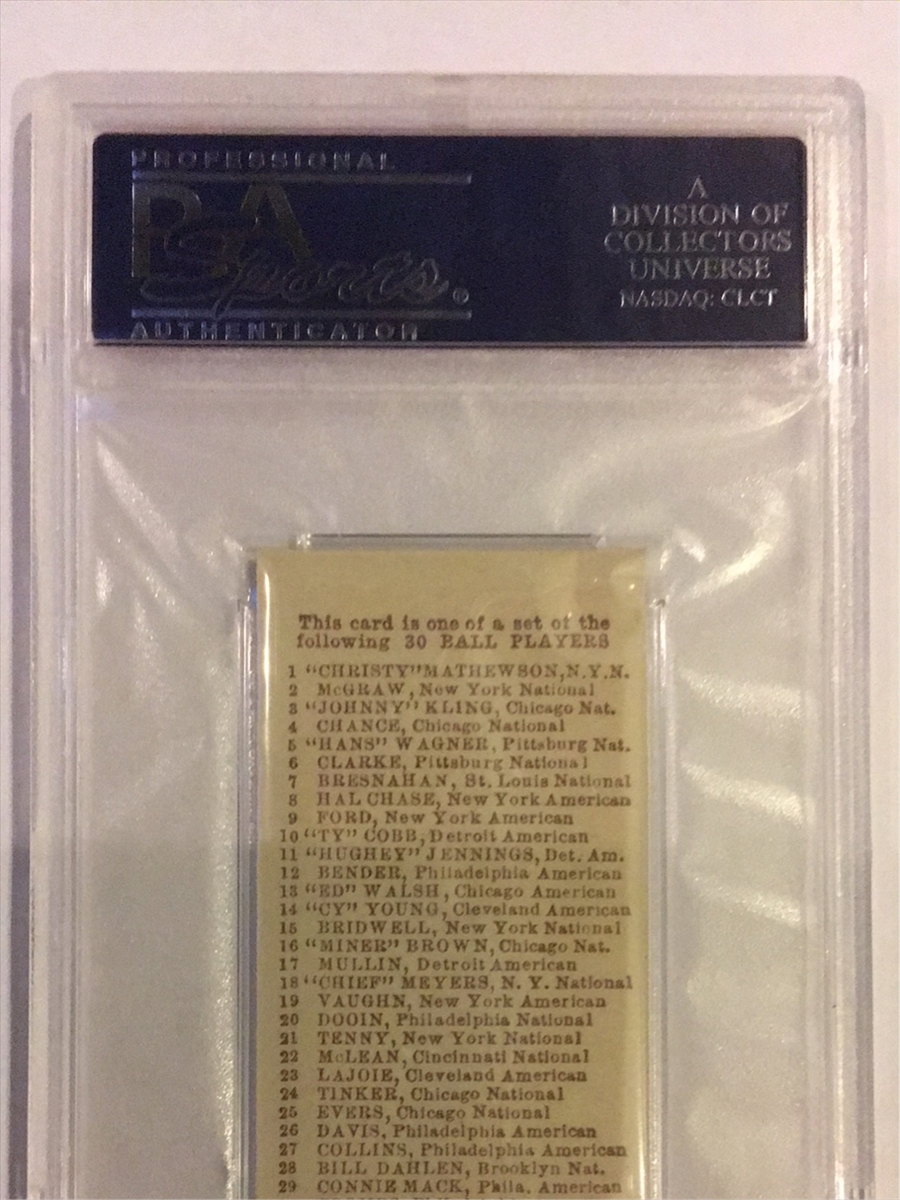 PROFESSIONAL
PSA
Sports®
AUTHENTICATOR
A
DIVISION OF
COLLECTORS
UNIVERSE
NASDAQ: CLCT
This card is one of a set of the
following 30 BALL PLAYERS
1 "CHRISTY" MATHEWSON, N.Y.N.
2 McGRAW, New York National
3 "JOHNNY" KLING, Chicago Nat.
4 CHANCE, Chicago National
5 "HANS" WAGNER, Pittsburg Nat.
6 CLARKE, Pittsburg National
7 BRESNAHAN, St. Louis National
8 HAL CHASE, New York American
9 FORD, New York American
10 "TY" COBB, Detroit American
11 "HUGHEY" JENNINGS, Det. Am.
12 BENDER, Philadelphia American
13 "ED" WALSH, Chicago American
14 "CY" YOUNG, Cleveland American
15 BRIDWELL, New York National
16 "MINER" BROWN, Chicago Nat.
17 MULLIN, Detroit American
18 "CHIEF" MEYERS, N. Y. National
19 VAUGHN, New York American
20 DOOIN, Philadelphia National
21 TENNY, New York National
22 McLEAN, Cincinnati National
23 LAJOIE, Cleveland American
24 TINKER, Chicago National
25 EVERS, Chicago National
26 DAVIS, Philadelphia American
27 COLLINS, Philadelphia American
28 BILL DAHLEN, Brooklyn Nat.
29 CONNIE MACK, Phila. American